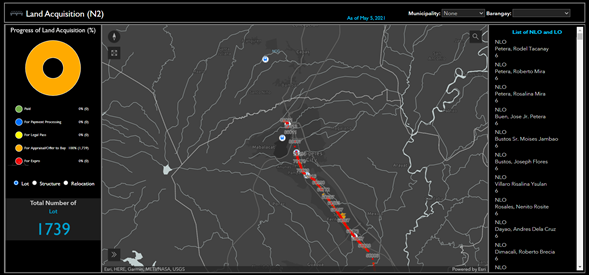 Land Acquisition (N2)
As of May 5, 2021
Municipality: None
Barangay:
Progress of Land Acquisition (%)
Paid 0% (0)
For Payment Processing 0% (0)
For Legal Pass 0% (0)
For Appraisal/Offer to Buy 100% (1,739)
For Expro 0% (0)
Lot Structure Relocation
Total Number of
Lot
1739
Esri, HERE, Garmin, METI/NASA, USGS
Powered by Esri
List of NLO and LO
NLO
Petera, Rodel Tacanay
6
NLO
Petera, Roberto Mira
6
NLO
Petera, Rosalina Mira
6
NLO
Buen, Jose Jr. Petera
6
NLO
Bustos Sr. Moises Jambao
6
NLO
Bustos, Joseph Flores
6
NLO
Villaro Risalina Ysulan
6
NLO
Rosales, Nenito Rosite
6
NLO
Dayao, Andres Dela Cruz
6
NLO
Dimacali, Roberto Brecia
6
NLO